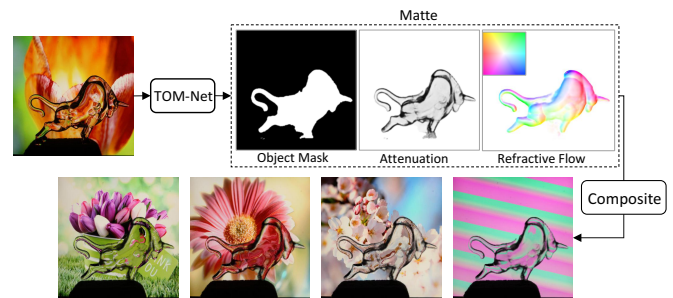 Matte
TOM-Net
Object Mask
Attenuation
Refractive Flow
Composite